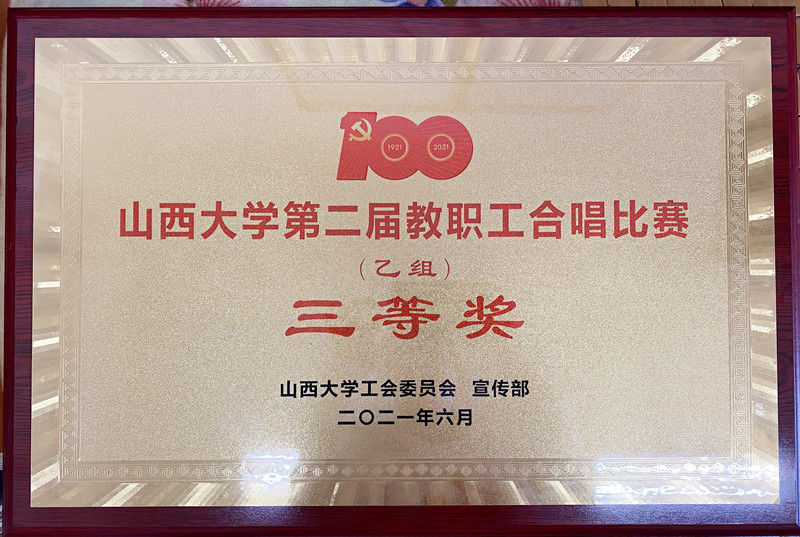 100
1921 2021
山西大学第二届教职工合唱比赛
（乙组）
三等奖
山西大学工会委员会 宣传部
二〇二一年六月